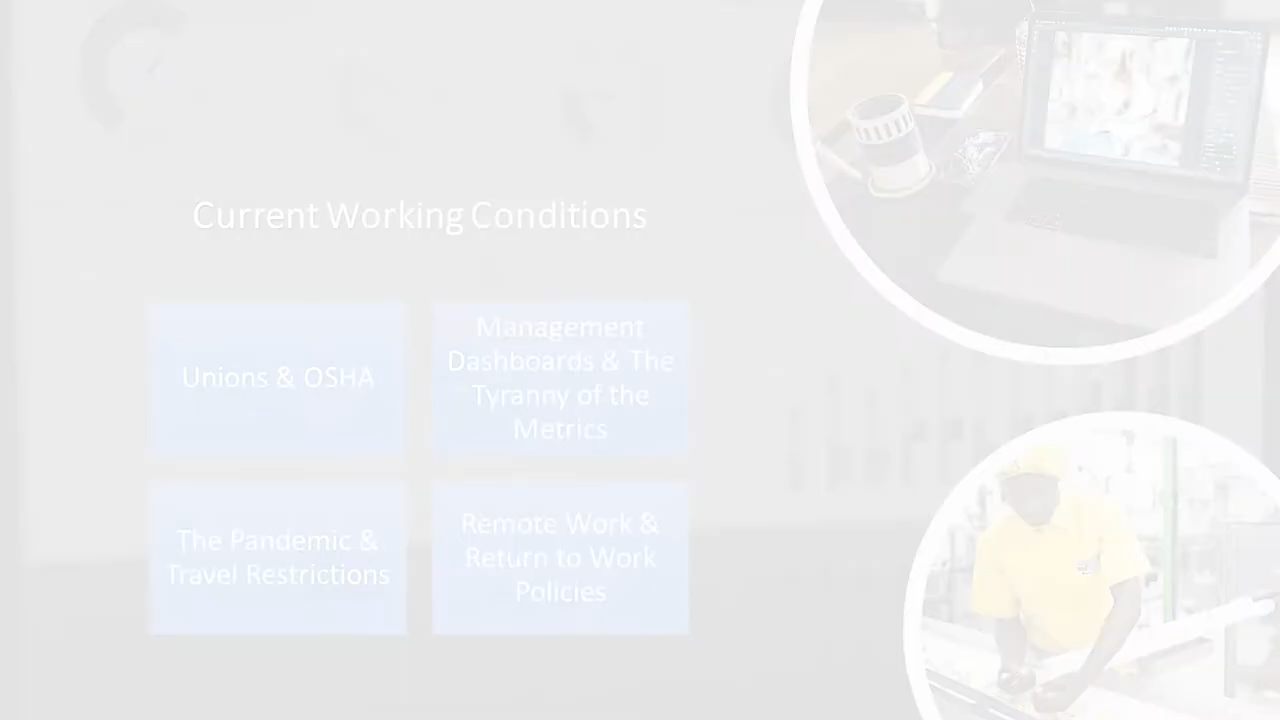 Current Working Conditions
Unions & OSHA
Management
Dashboards & The
Tyranny of the
Metrics
The Pandemic &
Travel Restrictions
Remote Work &
Return to Work
Policies